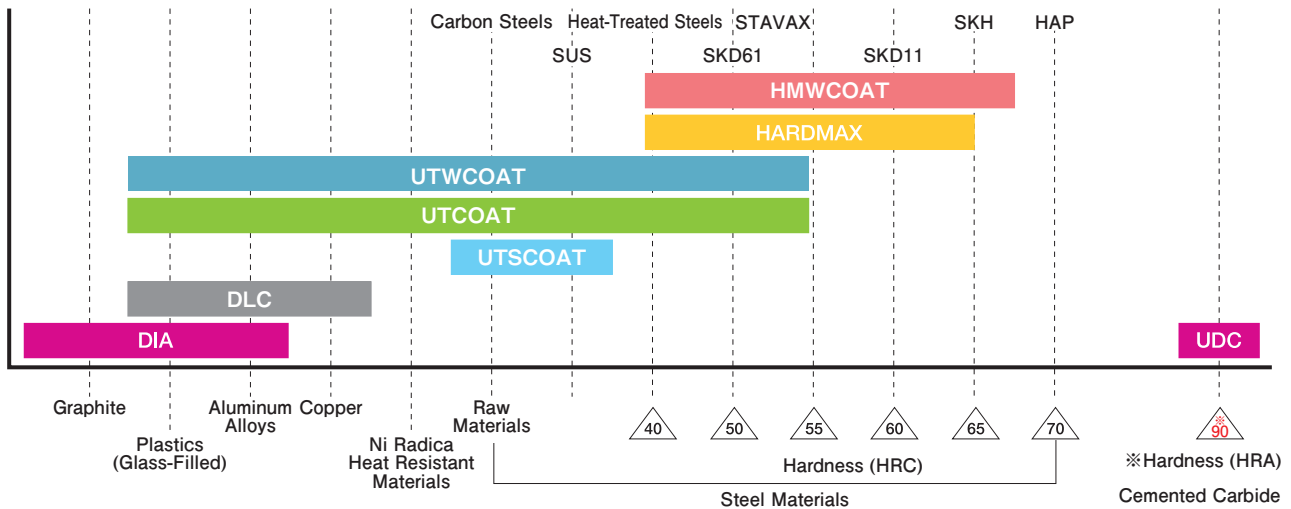 Carbon Steels Heat-Treated Steels STAVAX SKH HAP
SUS SKD61 SKD11
HMWCOAT
HARDMAX
UTWCOAT
UTCOAT
UTSCOAT
DLC
DIA UDC
Graphite Aluminum Copper Raw
Alloys Materials
40 50 55 60 65 70 ※90
Plastics Ni Radica
(Glass-Filled) Heat Resistant
Materials
Hardness (HRC) ※Hardness (HRA)
Steel Materials Cemented Carbide